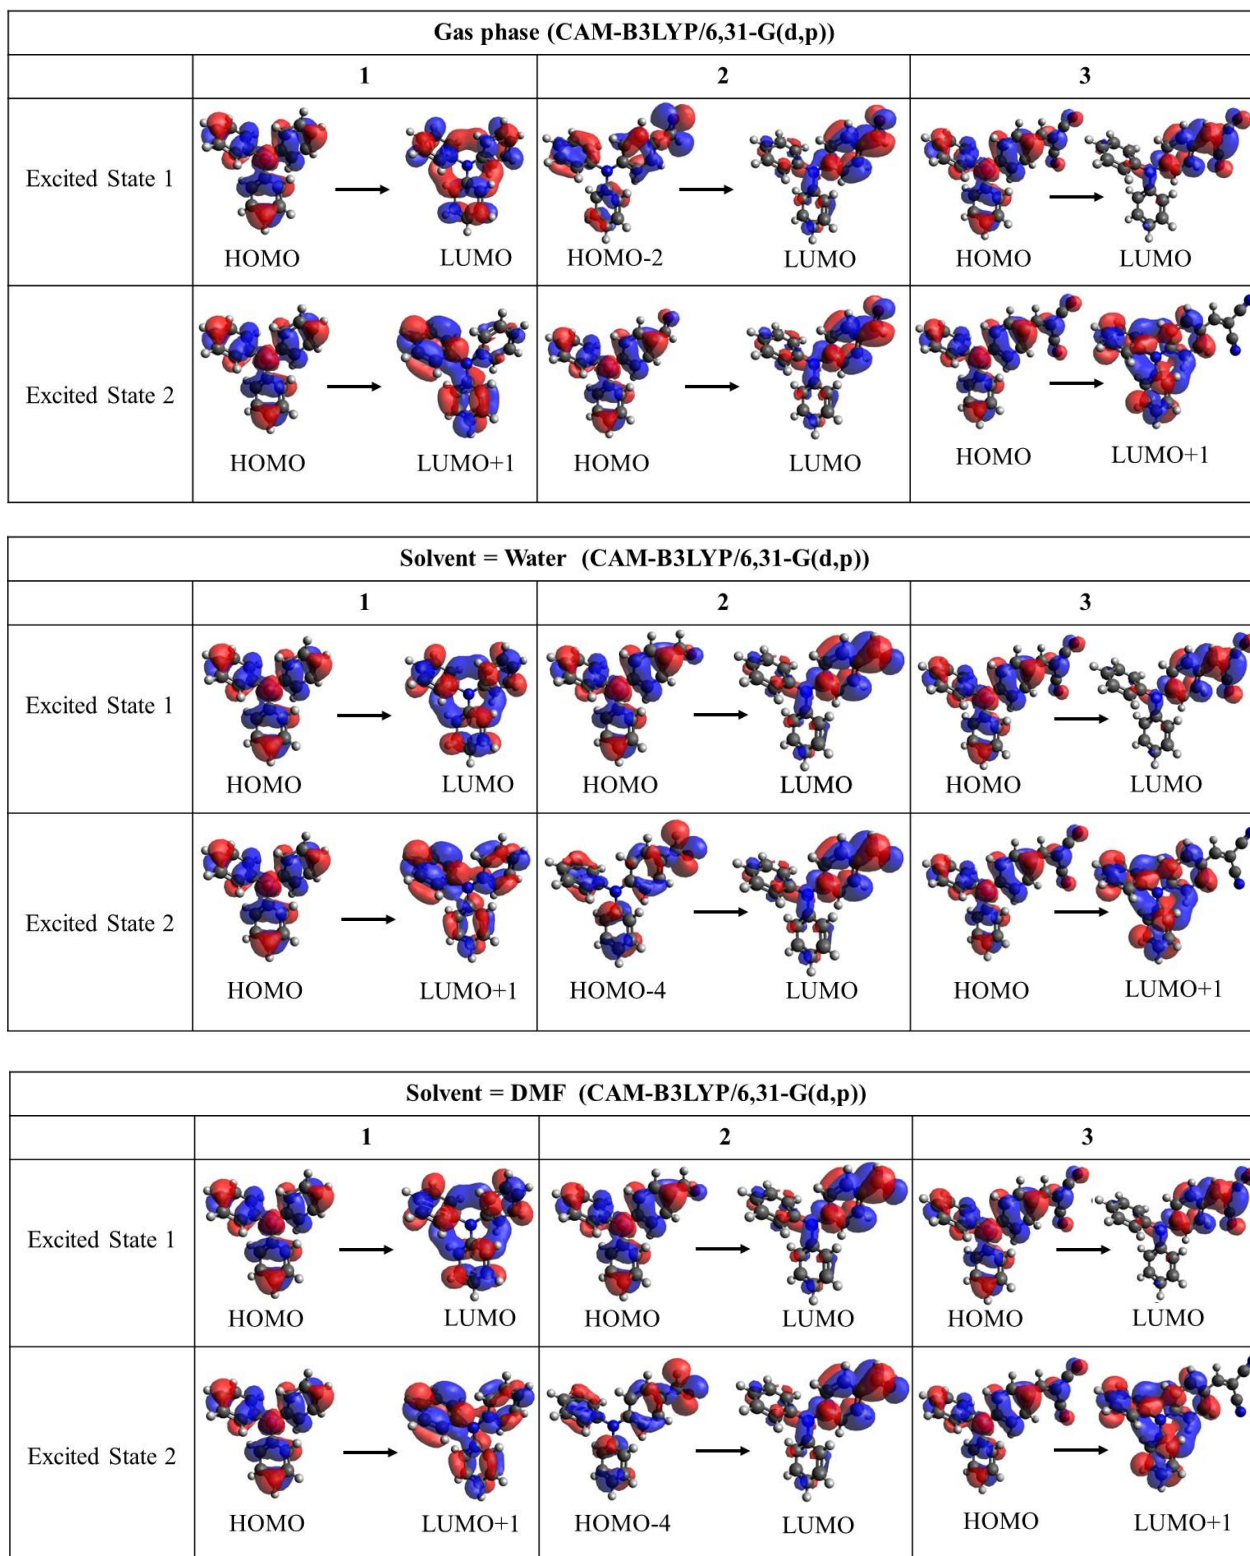 Gas phase (CAM-B3LYP/6,31-G(d,p))
1 2 3
Excited State 1
HOMO LUMO HOMO-2 LUMO HOMO LUMO
Excited State 2
HOMO LUMO+1 HOMO LUMO HOMO LUMO+1
Solvent = Water (CAM-B3LYP/6,31-G(d,p))
1 2 3
Excited State 1
HOMO LUMO HOMO LUMO HOMO LUMO
Excited State 2
HOMO LUMO+1 HOMO-4 LUMO HOMO LUMO+1
Solvent = DMF (CAM-B3LYP/6,31-G(d,p))
1 2 3
Excited State 1
HOMO LUMO HOMO LUMO HOMO LUMO
Excited State 2
HOMO LUMO+1 HOMO-4 LUMO HOMO LUMO+1